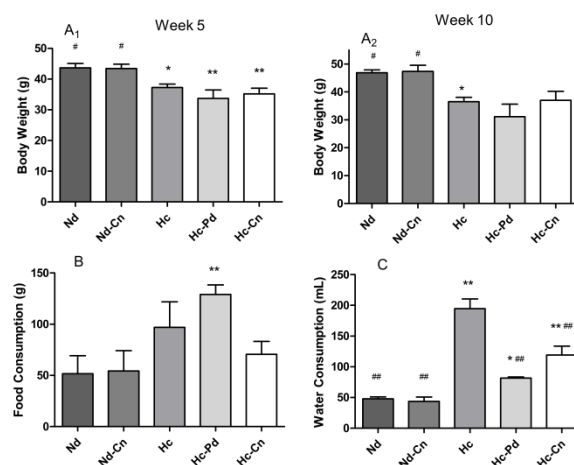 Week 5
Week 10
A1
# # * ** **
Body Weight (g)
50
40
30
20
10
0
Nd Nd-Cn Hc Hc-Pd Hc-Cn
A2
# # *
Body Weight (g)
50
40
30
20
10
0
Nd Nd-Cn Hc Hc-Pd Hc-Cn
B
**
Food Consumption (g)
150
100
50
0
Nd Nd-Cn Hc Hc-Pd Hc-Cn
C
## ## ** * ## ** ##
Water Consumption (mL)
250
200
150
100
50
0
Nd Nd-Cn Hc Hc-Pd Hc-Cn